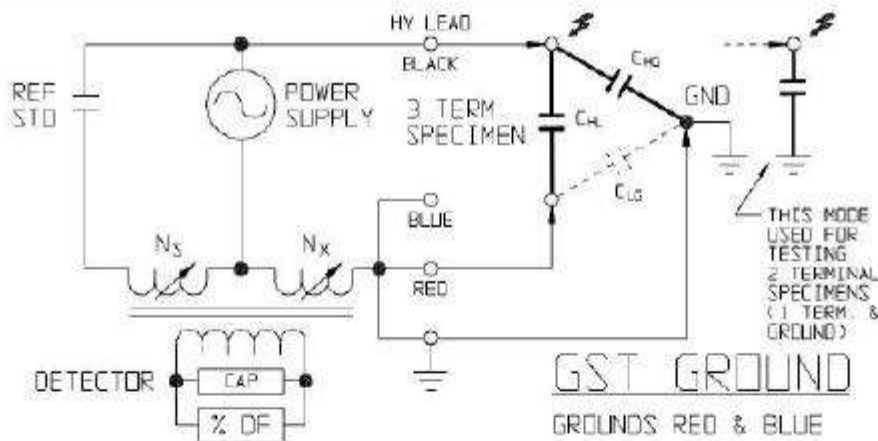 HV LEAD
BLACK
REF
STD
POWER
SUPPLY
3 TERM
SPECIMEN
CHG
CHL
CLG
GND
BLUE
NS
NX
RED
THIS MODE
USED FOR
TESTING
2 TERMINAL
SPECIMENS
(1 TERM. &
GROUND)
DETECTOR
CAP
% DF
GST GROUND
GROUNDS RED & BLUE